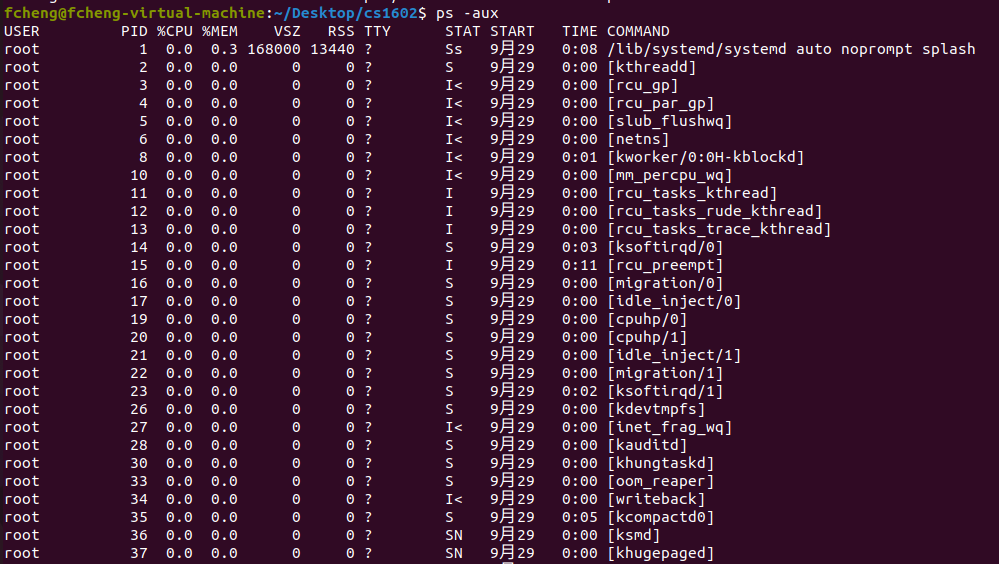 fcheng@fcheng-virtual-machine:~/Desktop/cs1602$ ps -aux
USER PID %CPU %MEM VSZ RSS TTY STAT START TIME COMMAND
root 1 0.0 0.3 168000 13440 ? Ss 9月29 0:08 /lib/systemd/systemd auto noprompt splash
root 2 0.0 0.0 0 0 ? S 9月29 0:00 [kthreadd]
root 3 0.0 0.0 0 0 ? I< 9月29 0:00 [rcu_gp]
root 4 0.0 0.0 0 0 ? I< 9月29 0:00 [rcu_par_gp]
root 5 0.0 0.0 0 0 ? I< 9月29 0:00 [slub_flushwq]
root 6 0.0 0.0 0 0 ? I< 9月29 0:00 [netns]
root 8 0.0 0.0 0 0 ? I< 9月29 0:01 [kworker/0:0H-kblockd]
root 10 0.0 0.0 0 0 ? I< 9月29 0:00 [mm_percpu_wq]
root 11 0.0 0.0 0 0 ? I 9月29 0:00 [rcu_tasks_kthread]
root 12 0.0 0.0 0 0 ? I 9月29 0:00 [rcu_tasks_rude_kthread]
root 13 0.0 0.0 0 0 ? I 9月29 0:00 [rcu_tasks_trace_kthread]
root 14 0.0 0.0 0 0 ? S 9月29 0:03 [ksoftirqd/0]
root 15 0.0 0.0 0 0 ? I 9月29 0:11 [rcu_preempt]
root 16 0.0 0.0 0 0 ? S 9月29 0:00 [migration/0]
root 17 0.0 0.0 0 0 ? S 9月29 0:00 [idle_inject/0]
root 19 0.0 0.0 0 0 ? S 9月29 0:00 [cpuhp/0]
root 20 0.0 0.0 0 0 ? S 9月29 0:00 [cpuhp/1]
root 21 0.0 0.0 0 0 ? S 9月29 0:00 [idle_inject/1]
root 22 0.0 0.0 0 0 ? S 9月29 0:00 [migration/1]
root 23 0.0 0.0 0 0 ? S 9月29 0:02 [ksoftirqd/1]
root 26 0.0 0.0 0 0 ? S 9月29 0:00 [kdevtmpfs]
root 27 0.0 0.0 0 0 ? I< 9月29 0:00 [inet_frag_wq]
root 28 0.0 0.0 0 0 ? S 9月29 0:00 [kauditd]
root 30 0.0 0.0 0 0 ? S 9月29 0:00 [khungtaskd]
root 33 0.0 0.0 0 0 ? S 9月29 0:00 [oom_reaper]
root 34 0.0 0.0 0 0 ? I< 9月29 0:00 [writeback]
root 35 0.0 0.0 0 0 ? S 9月29 0:05 [kcompactd0]
root 36 0.0 0.0 0 0 ? SN 9月29 0:00 [ksmd]
root 37 0.0 0.0 0 0 ? SN 9月29 0:00 [khugepaged]